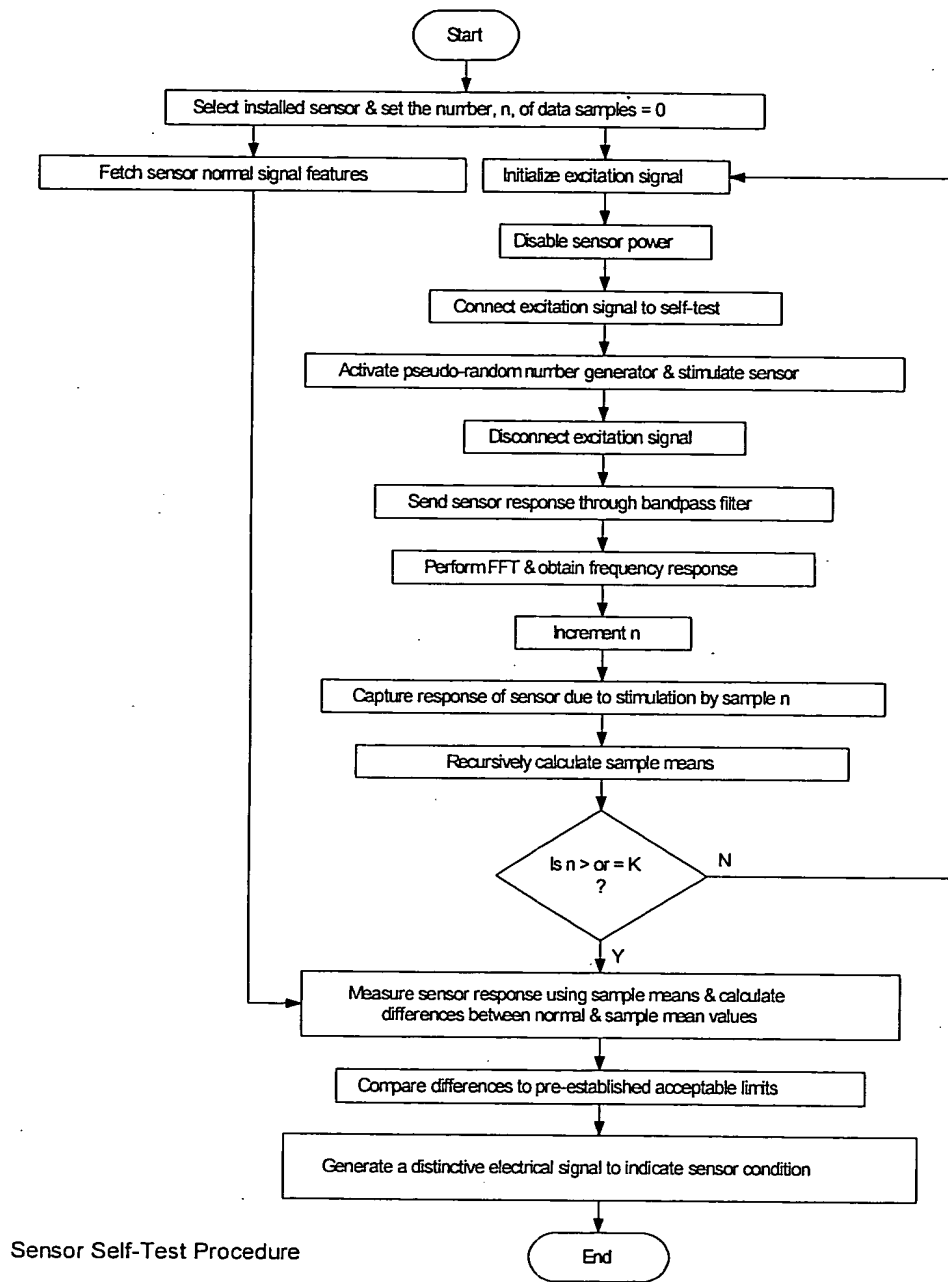 Start
Select installed sensor & set the number, n, of data samples = 0
Fetch sensor normal signal features
Initialize excitation signal
Disable sensor power
Connect excitation signal to self-test
Activate pseudo-random number generator & stimulate sensor
Disconnect excitation signal
Send sensor response through bandpass filter
Perform FFT & obtain frequency response
Increment n
Capture response of sensor due to stimulation by sample n
Recursively calculate sample means
Is n > or = K
?
N
Y
Measure sensor response using sample means & calculate
differences between normal & sample mean values
Compare differences to pre-established acceptable limits
Generate a distinctive electrical signal to indicate sensor condition
End
Sensor Self-Test Procedure